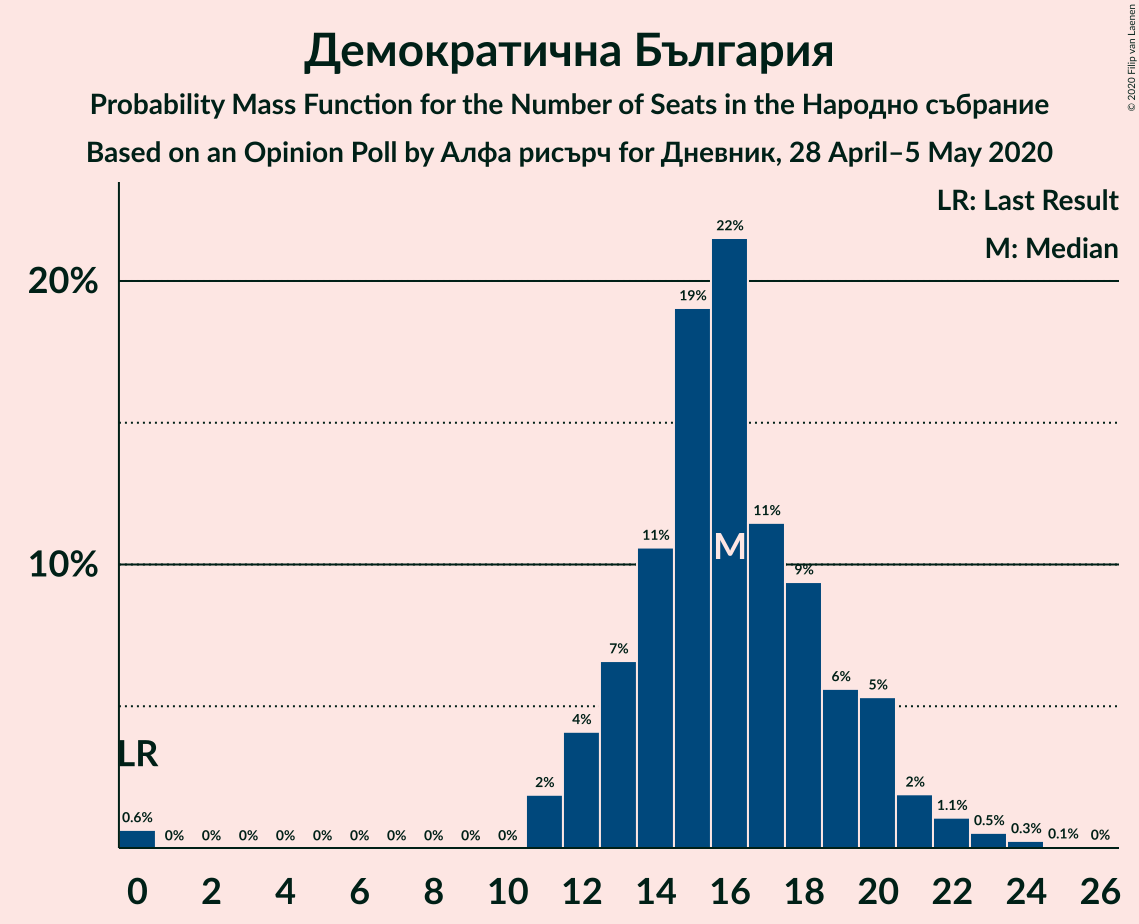 Демократична България
Probability Mass Function for the Number of Seats in the Народно събрание
Based on an Opinion Poll by Алфа рисърч for Дневник, 28 April–5 May 2020
© 2020 Filip van Laenen
LR: Last Result
M: Median
22%
20%
19%
11%
11%
M
10%
9%
7%
6%
5%
4%
LR
2%
2%
1.1%
0.6%
0.5%
0.3%
0% 0% 0% 0% 0% 0% 0% 0% 0% 0% 0.1% 0%
0 2 4 6 8 10 12 14 16 18 20 22 24 26